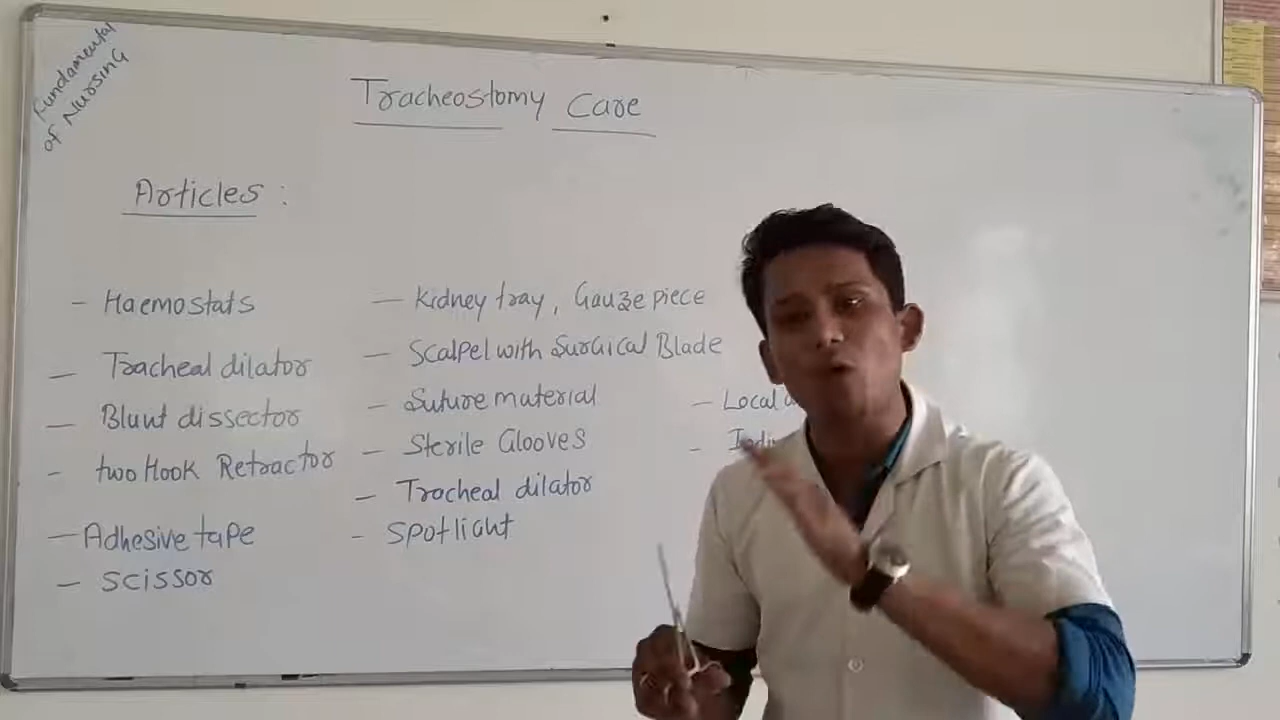 Fundamental
of Nursing
Tracheostomy Care
Articles :
- Haemostats
- Tracheal dilator
- Blunt dissector
- two Hook Retractor
- Adhesive tape
- Scissor
- Kidney tray, Gauze piece
- Scalpel with Surgical Blade
- Suture material
- Sterile Glooves
- Tracheal dilator
- Spotlight
- Local